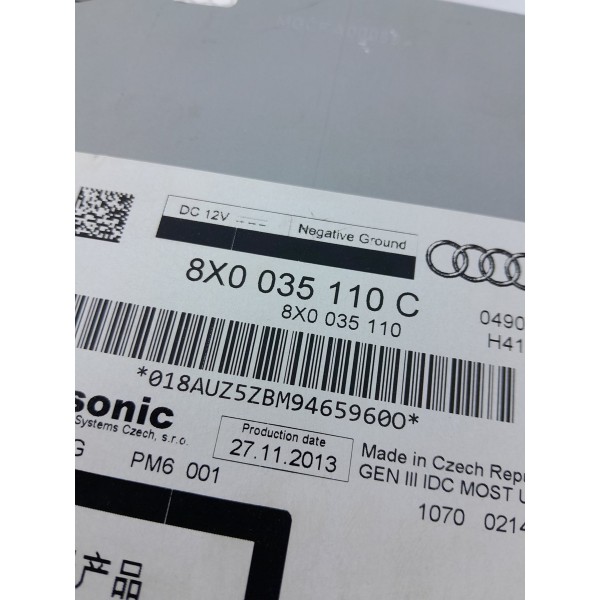 DC 12V
Negative Ground
8X0 035 110 C
8X0 035 110
0490
H41
*018AUZ5ZBM94659600*
sonic
Systems Czech, s.r.o.
Production date
27.11.2013
Made in Czech Repu
GEN III IDC MOST U
G PM6 001
1070 0214
产品